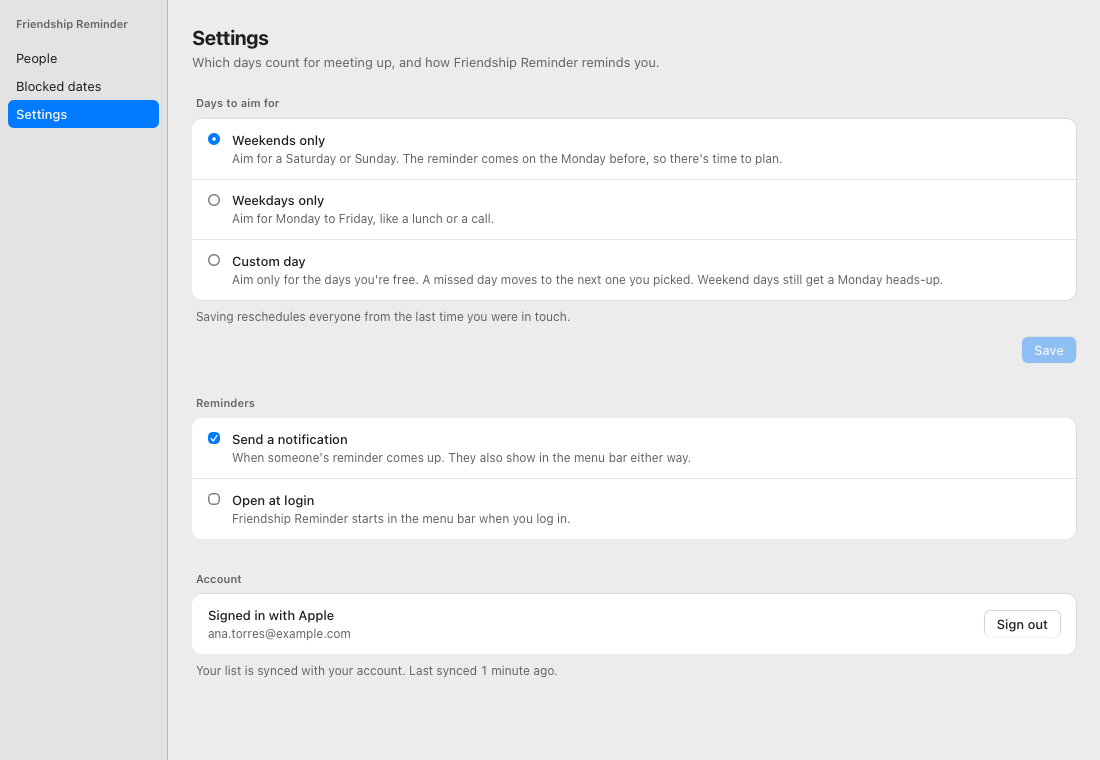 Friendship Reminder
People
Blocked dates
Settings
Settings
Which days count for meeting up, and how Friendship Reminder reminds you.
Days to aim for
Weekends only
Aim for a Saturday or Sunday. The reminder comes on the Monday before, so there's time to plan.
Weekdays only
Aim for Monday to Friday, like a lunch or a call.
Custom day
Aim only for the days you're free. A missed day moves to the next one you picked. Weekend days still get a Monday heads-up.
Saving reschedules everyone from the last time you were in touch.
Save
Reminders
Send a notification
When someone's reminder comes up. They also show in the menu bar either way.
Open at login
Friendship Reminder starts in the menu bar when you log in.
Account
Signed in with Apple
ana.torres@example.com
Sign out
Your list is synced with your account. Last synced 1 minute ago.